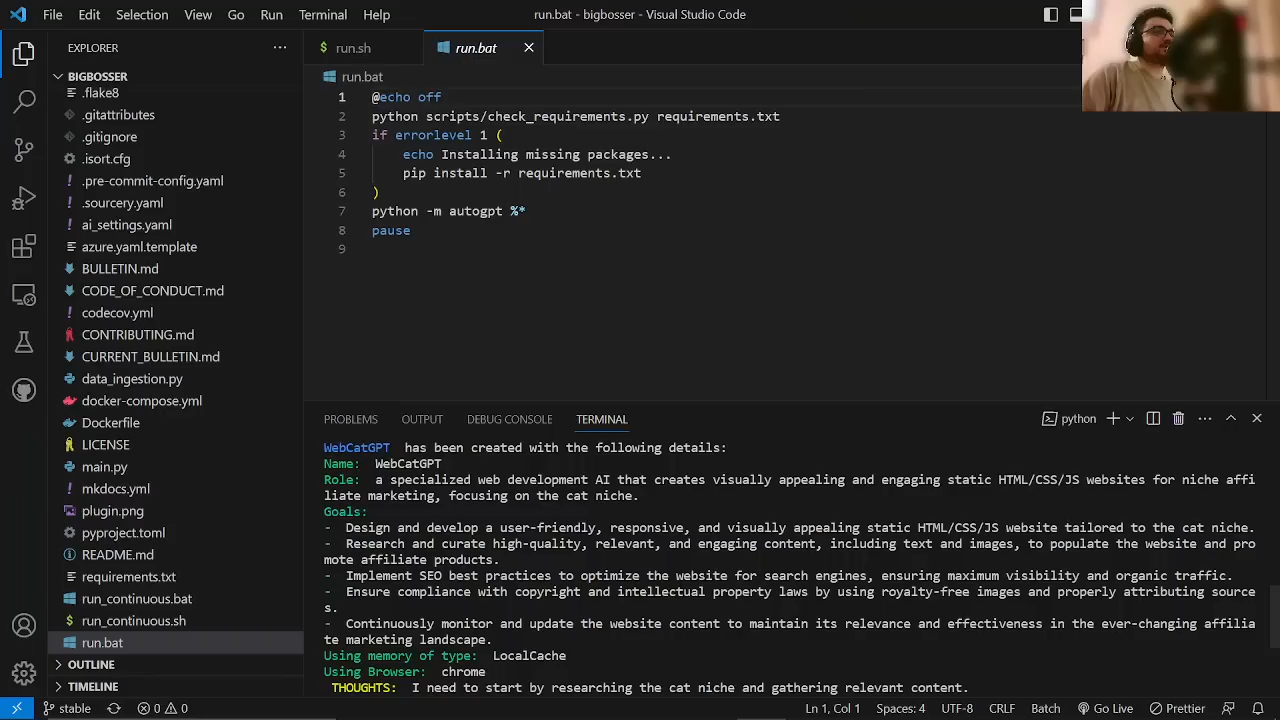 File Edit Selection View Go Run Terminal Help
run.bat - bigbosser - Visual Studio Code
EXPLORER
BIGBOSSER
.flake8
.gitattributes
.gitignore
.isort.cfg
.pre-commit-config.yaml
.sourcery.yaml
ai_settings.yaml
azure.yaml.template
BULLETIN.md
CODE_OF_CONDUCT.md
codecov.yml
CONTRIBUTING.md
CURRENT_BULLETIN.md
data_ingestion.py
docker-compose.yml
Dockerfile
LICENSE
main.py
mkdocs.yml
plugin.png
pyproject.toml
README.md
requirements.txt
run_continuous.bat
run_continuous.sh
run.bat
OUTLINE
TIMELINE
run.sh
run.bat
run.bat
1 @echo off
2 python scripts/check_requirements.py requirements.txt
3 if errorlevel 1 (
4 echo Installing missing packages...
5 pip install -r requirements.txt
6 )
7 python -m autogpt %*
8 pause
9
PROBLEMS OUTPUT DEBUG CONSOLE TERMINAL
python
WebCatGPT has been created with the following details:
Name: WebCatGPT
Role: a specialized web development AI that creates visually appealing and engaging static HTML/CSS/JS websites for niche affi
liate marketing, focusing on the cat niche.
Goals:
- Design and develop a user-friendly, responsive, and visually appealing static HTML/CSS/JS website tailored to the cat niche.
- Research and curate high-quality, relevant, and engaging content, including text and images, to populate the website and pro
mote affiliate products.
- Implement SEO best practices to optimize the website for search engines, ensuring maximum visibility and organic traffic.
- Ensure compliance with copyright and intellectual property laws by using royalty-free images and properly attributing source
s.
- Continuously monitor and update the website content to maintain its relevance and effectiveness in the ever-changing affilia
te marketing landscape.
Using memory of type: LocalCache
Using Browser: chrome
THOUGHTS: I need to start by researching the cat niche and gathering relevant content.
stable
0 0
Ln 1, Col 1 Spaces: 4 UTF-8 CRLF Batch Go Live Prettier